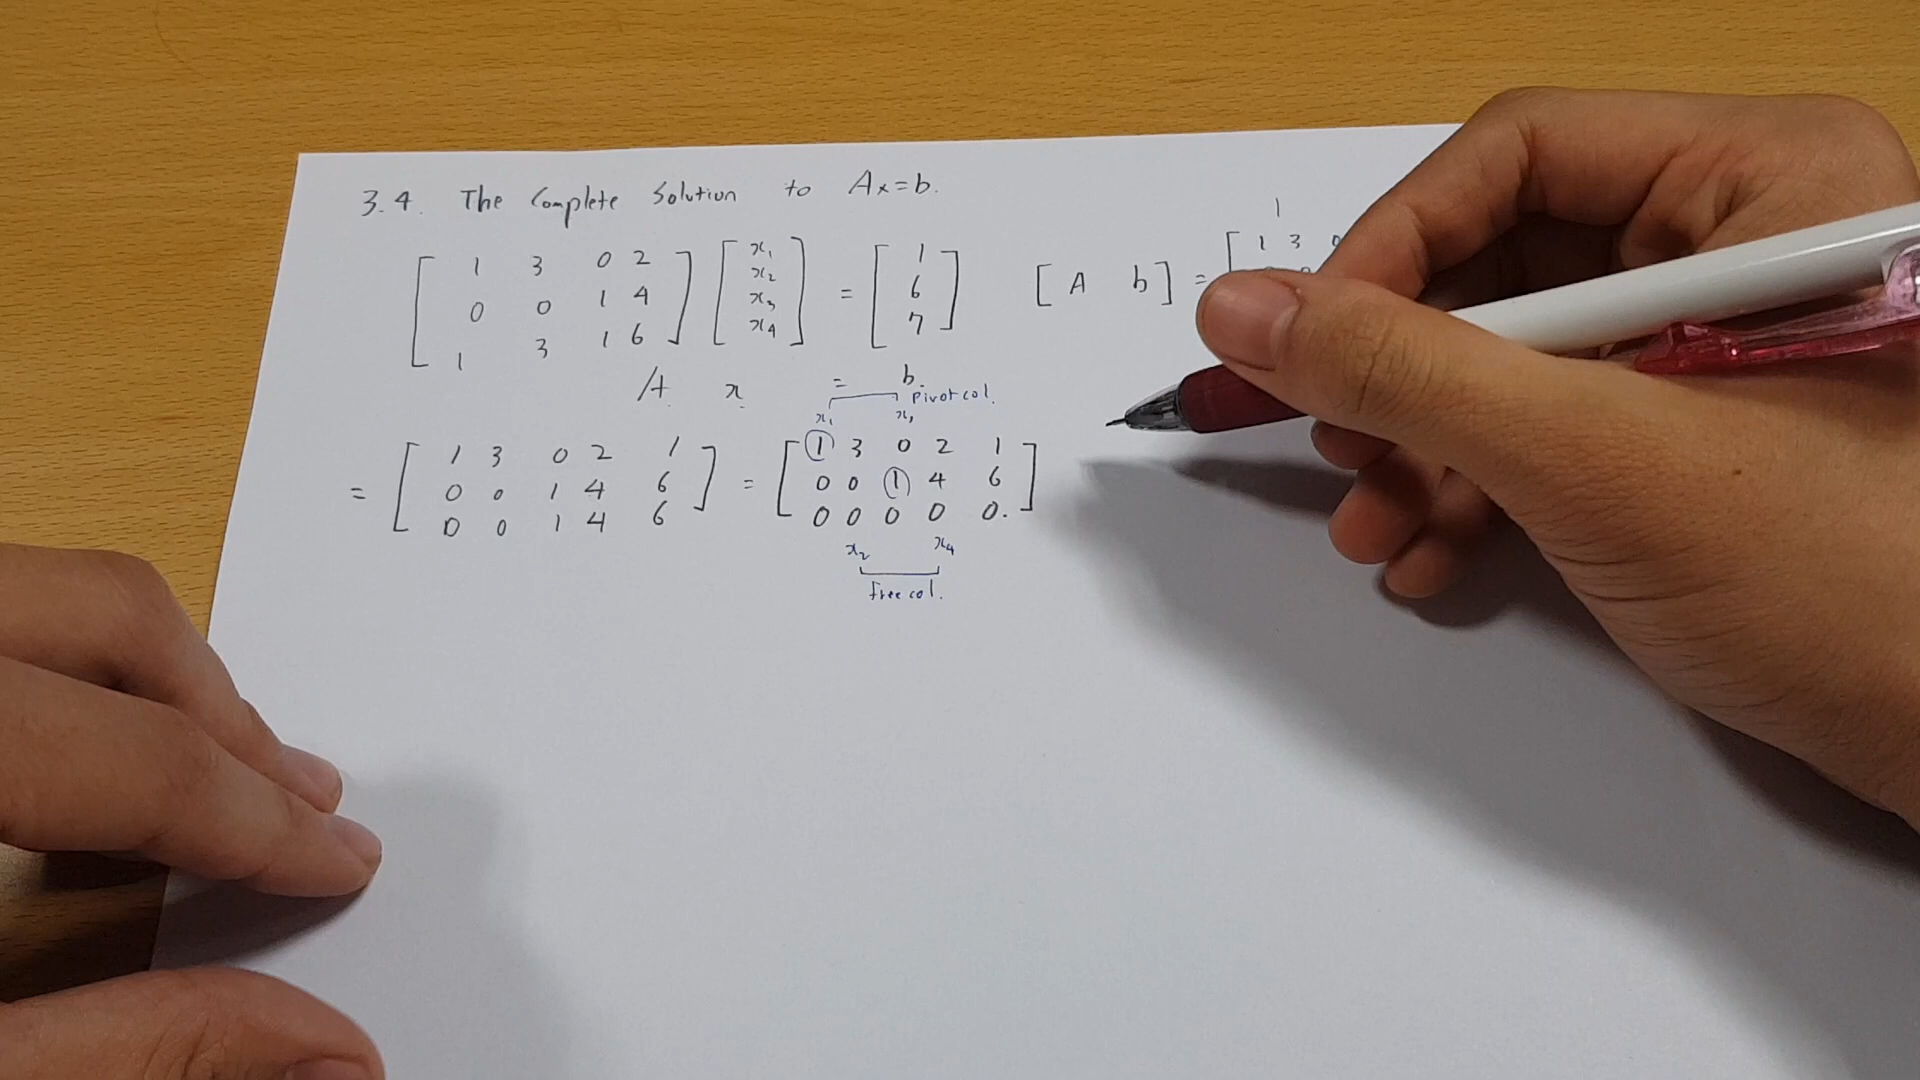 3.4. The Complete Solution to Ax=b.
[ 1 3 0 2 ] [ x1 ] = [ 1 ] [ A b ] = [ 1 3 0
[ 0 0 1 4 ] [ x2 ] [ 6 ]
[ 1 3 1 6 ] [ x3 ] [ 7 ]
[ x4 ]
A x = b.
pivot col.
x1
[ 1 3 0 2 1 ] = [ 1 3 0 2 1 ]
= [ 0 0 1 4 6 ] [ 0 0 1 4 6 ]
[ 0 0 1 4 6 ] [ 0 0 0 0 0. ]
x2 x4
free col.